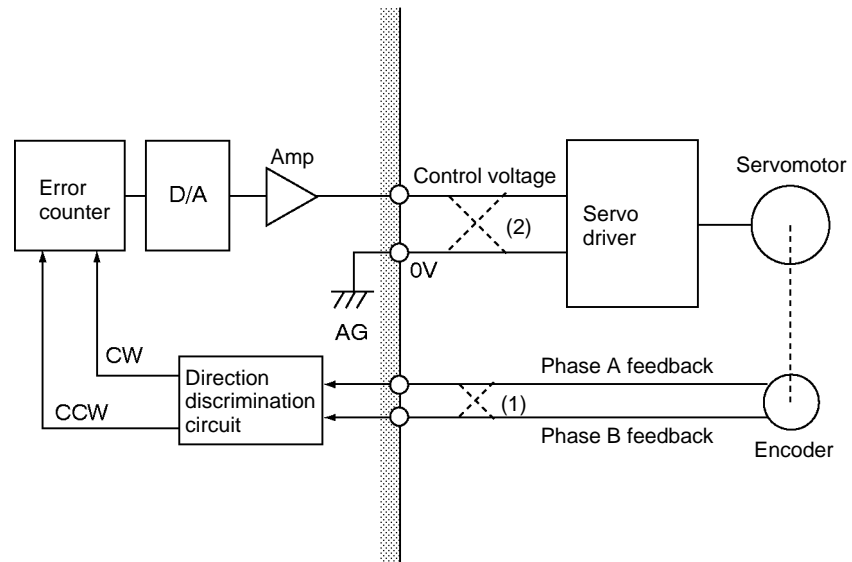 Amp
Error
counter
D/A
Control voltage
(2)
Servo
driver
Servomotor
0V
AG
CW
CCW
Direction
discrimination
circuit
Phase A feedback
(1)
Phase B feedback
Encoder